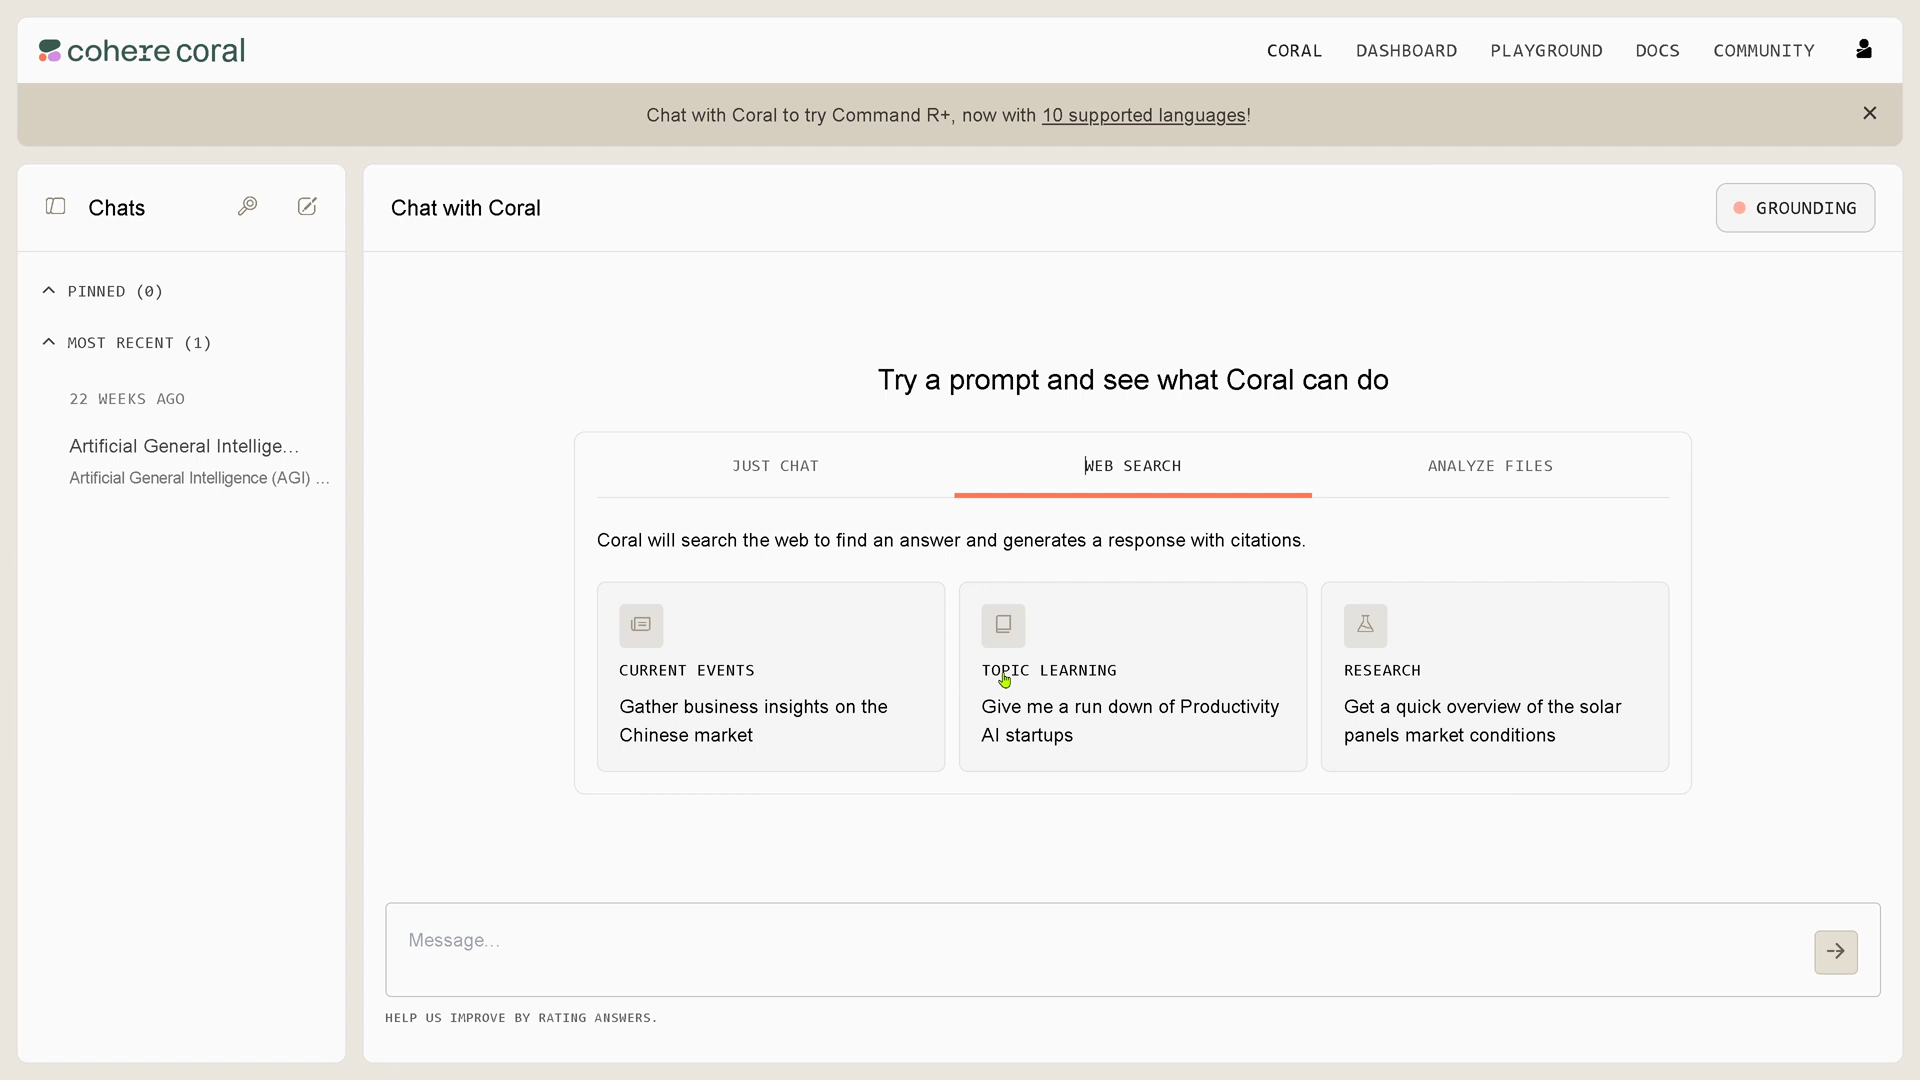 cohere coral
CORAL DASHBOARD PLAYGROUND DOCS COMMUNITY
Chat with Coral to try Command R+, now with 10 supported languages!
Chats
PINNED (0)
MOST RECENT (1)
22 WEEKS AGO
Artificial General Intellige...
Artificial General Intelligence (AGI) ...
Chat with Coral
GROUNDING
Try a prompt and see what Coral can do
JUST CHAT
WEB SEARCH
ANALYZE FILES
Coral will search the web to find an answer and generates a response with citations.
CURRENT EVENTS
Gather business insights on the
Chinese market
TOPIC LEARNING
Give me a run down of Productivity
AI startups
RESEARCH
Get a quick overview of the solar
panels market conditions
Message...
HELP US IMPROVE BY RATING ANSWERS.